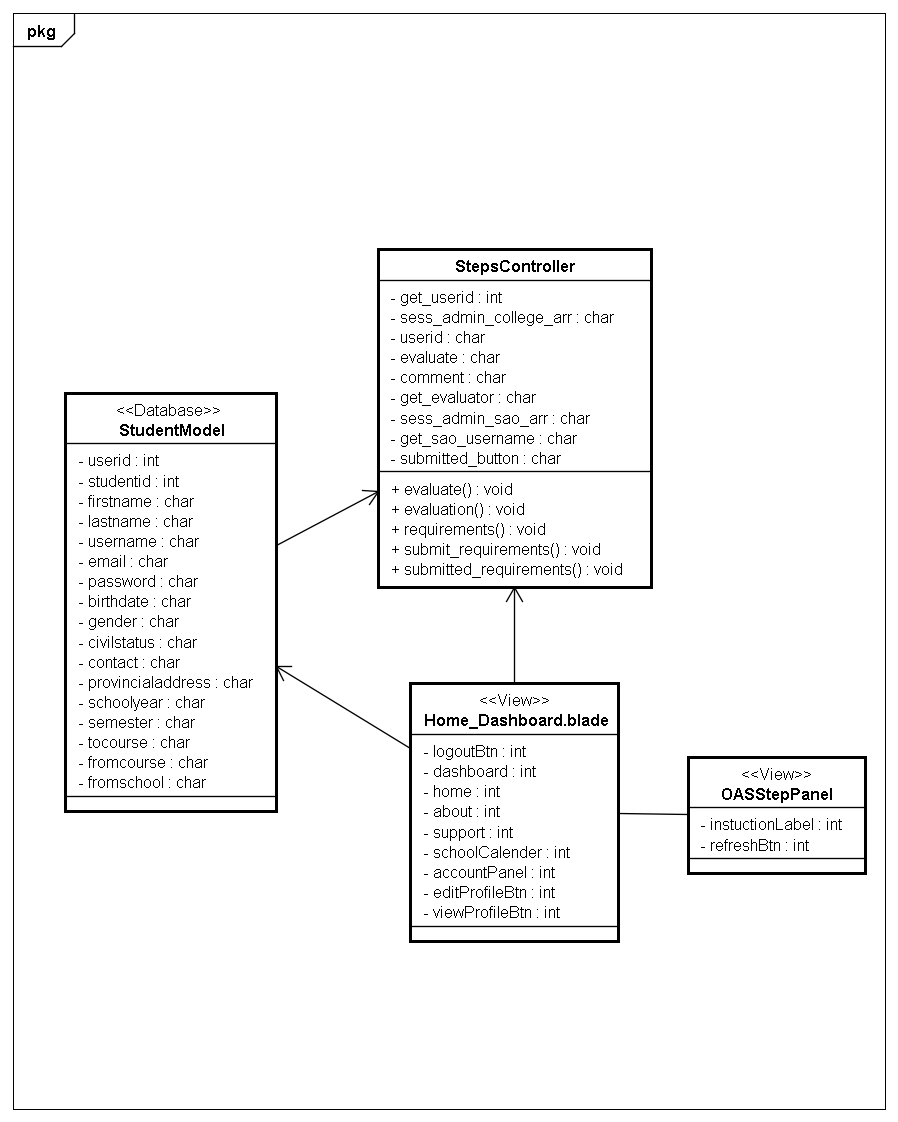 pkg
StepsController
- get_userid : int
- sess_admin_college_arr : char
- userid : char
- evaluate : char
- comment : char
- get_evaluator : char
- sess_admin_sao_arr : char
- get_sao_username : char
- submitted_button : char
+ evaluate() : void
+ evaluation() : void
+ requirements() : void
+ submit_requirements() : void
+ submitted_requirements() : void
<<Database>>
StudentModel
- userid : int
- studentid : int
- firstname : char
- lastname : char
- username : char
- email : char
- password : char
- birthdate : char
- gender : char
- civilstatus : char
- contact : char
- provincialaddress : char
- schoolyear : char
- semester : char
- tocourse : char
- fromcourse : char
- fromschool : char
<<View>>
Home_Dashboard.blade
- logoutBtn : int
- dashboard : int
- home : int
- about : int
- support : int
- schoolCalender : int
- accountPanel : int
- editProfileBtn : int
- viewProfileBtn : int
<<View>>
OASStepPanel
- instuctionLabel : int
- refreshBtn : int